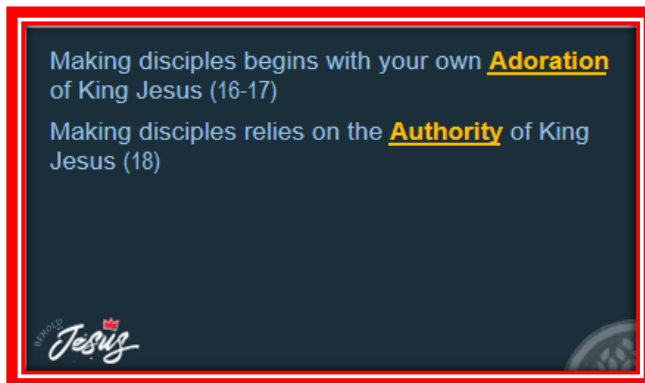 Making disciples begins with your own Adoration
of King Jesus (16-17)
Making disciples relies on the Authority of King
Jesus (18)
BEHOLD
Jesus